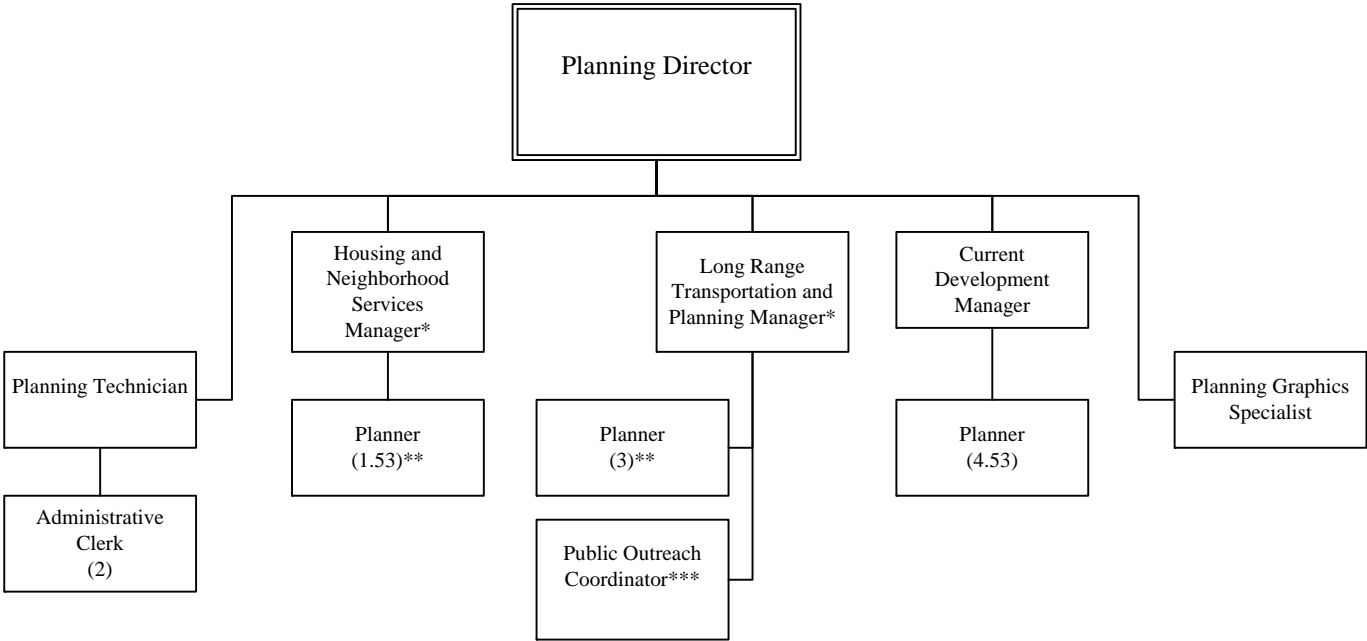 Planning Director
Housing and
Neighborhood
Services
Manager*
Long Range
Transportation and
Planning Manager*
Current
Development
Manager
Planning Technician
Planning Graphics
Specialist
Planner
(1.53)**
Planner
(3)**
Planner
(4.53)
Administrative
Clerk
(2)
Public Outreach
Coordinator***